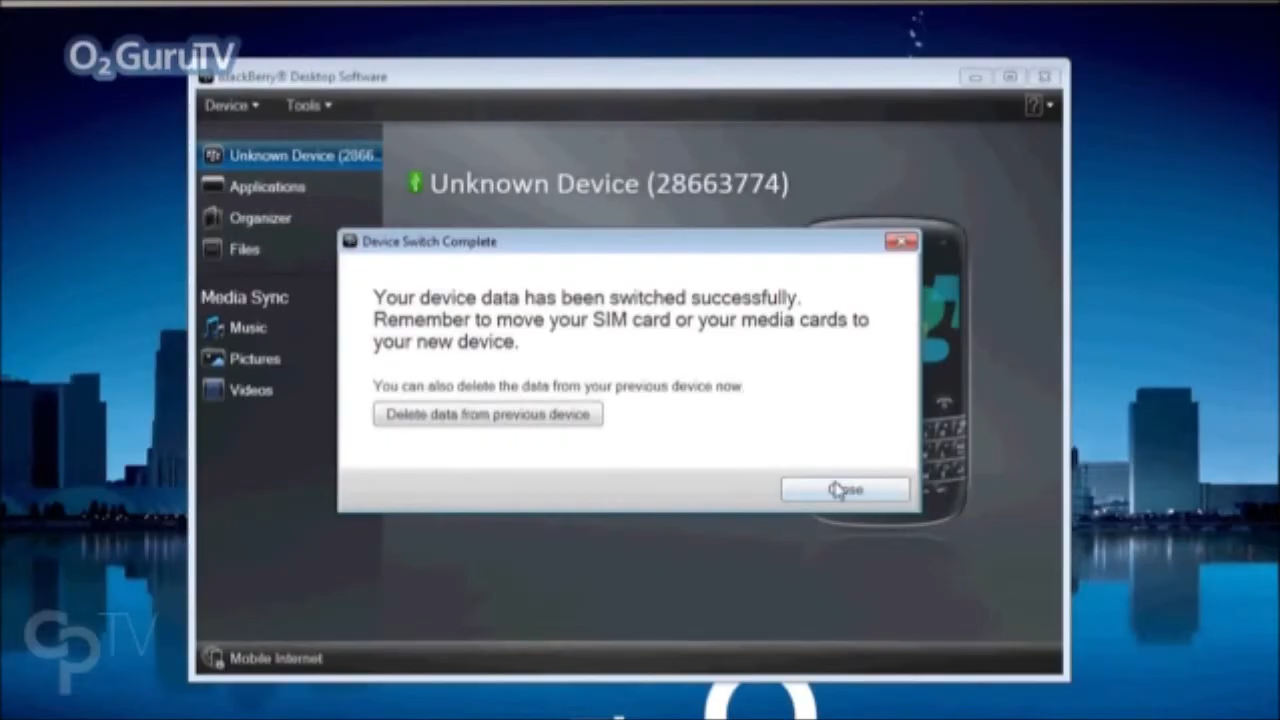 O2GuruTV
BlackBerry® Desktop Software
Device
Tools
?
Unknown Device (2866...
Applications
Organizer
Files
Media Sync
Music
Pictures
Videos
Unknown Device (28663774)
Device Switch Complete
Your device data has been switched successfully.
Remember to move your SIM card or your media cards to
your new device.
You can also delete the data from your previous device now
Delete data from previous device
Close
Mobile Internet
CPTV